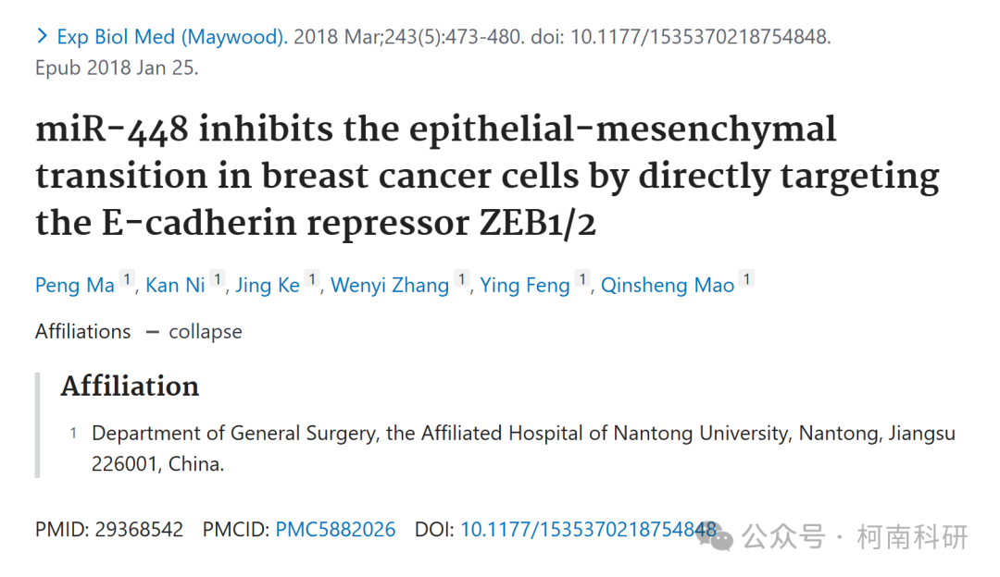 > Exp Biol Med (Maywood). 2018 Mar;243(5):473-480. doi: 10.1177/1535370218754848.
Epub 2018 Jan 25.
miR-448 inhibits the epithelial-mesenchymal
transition in breast cancer cells by directly targeting
the E-cadherin repressor ZEB1/2
Peng Ma 1, Kan Ni 1, Jing Ke 1, Wenyi Zhang 1, Ying Feng 1, Qinsheng Mao 1
Affiliations — collapse
Affiliation
1 Department of General Surgery, the Affiliated Hospital of Nantong University, Nantong, Jiangsu
226001, China.
PMID: 29368542 PMCID: PMC5882026 DOI: 10.1177/1535370218754848
公众号 · 柯南科研